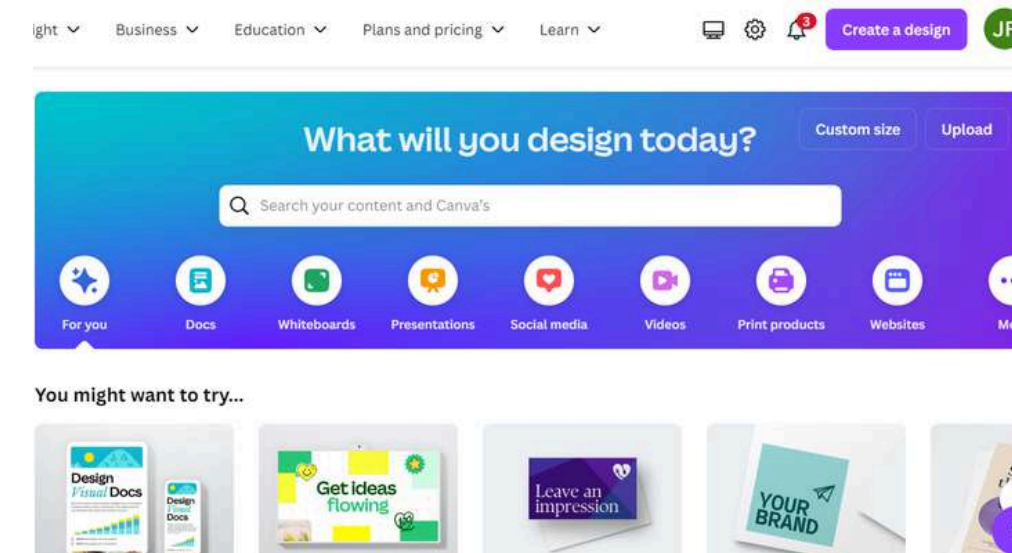 ight Business Education Plans and pricing Learn 3 Create a design JF
What will you design today?
Custom size Upload
Search your content and Canva's
For you Docs Whiteboards Presentations Social media Videos Print products Websites
You might want to try...
Design
Visual Docs
Design
Visual
Docs
Get ideas
flowing
Leave an
impression
YOUR
BRAND